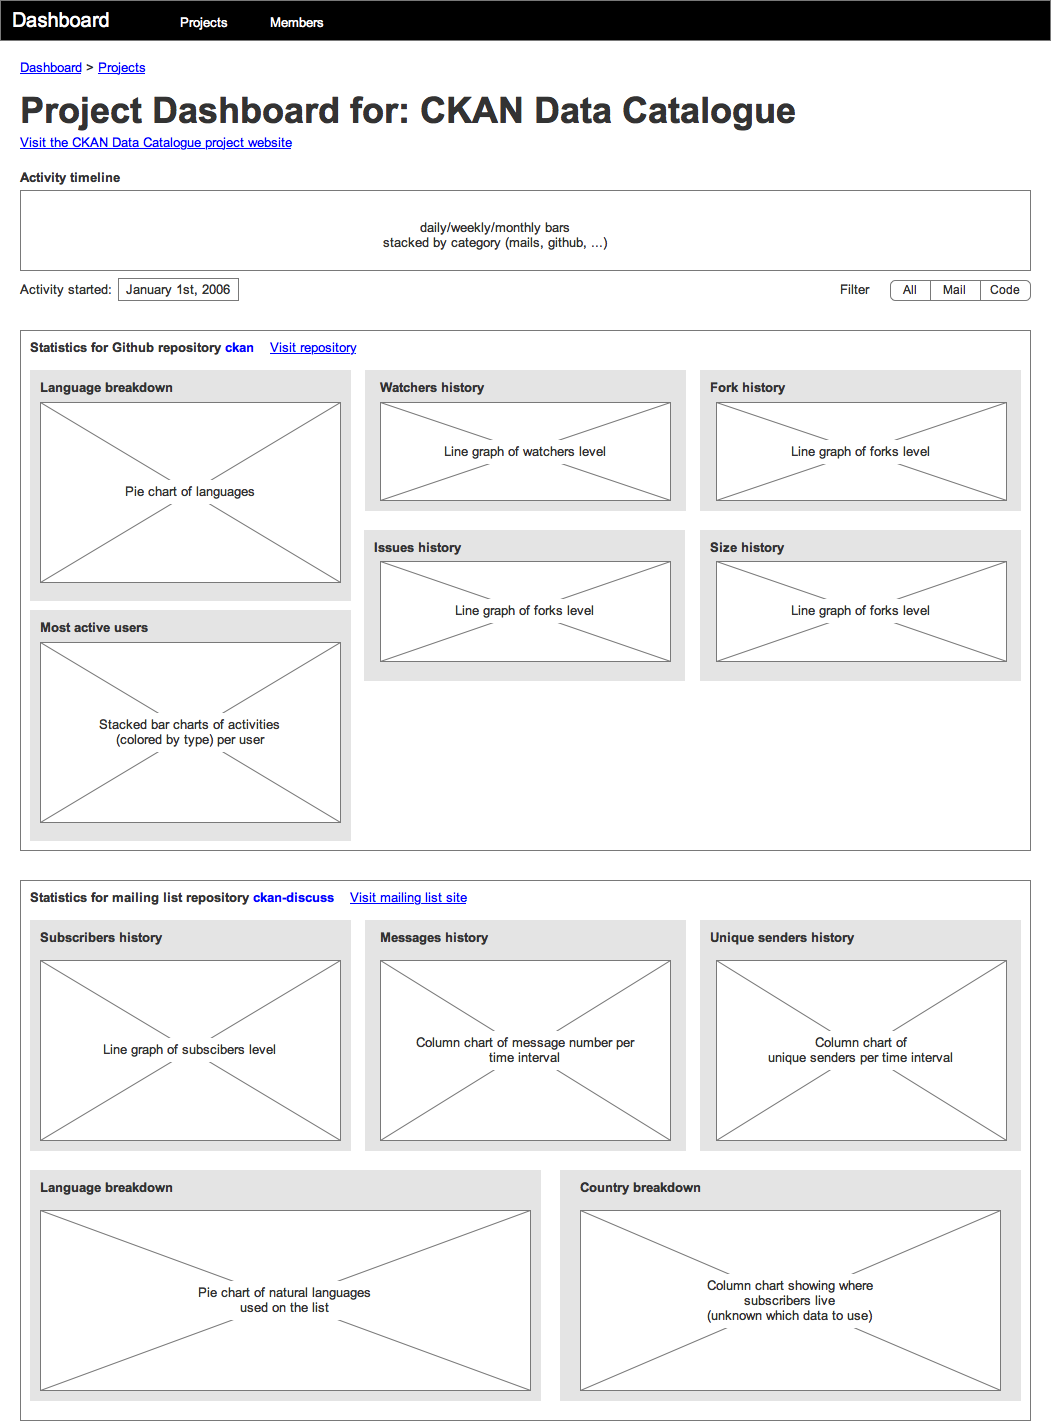 Dashboard Projects Members
Dashboard > Projects
Project Dashboard for: CKAN Data Catalogue
Visit the CKAN Data Catalogue project website
Activity timeline
daily/weekly/monthly bars
stacked by category (mails, github, ...)
Activity started: January 1st, 2006 Filter All Mail Code
Statistics for Github repository ckan Visit repository
Language breakdown
Pie chart of languages
Watchers history
Line graph of watchers level
Fork history
Line graph of forks level
Issues history
Line graph of forks level
Size history
Line graph of forks level
Most active users
Stacked bar charts of activities
(colored by type) per user
Statistics for mailing list repository ckan-discuss Visit mailing list site
Subscribers history
Line graph of subscibers level
Messages history
Column chart of message number per
time interval
Unique senders history
Column chart of
unique senders per time interval
Language breakdown
Pie chart of natural languages
used on the list
Country breakdown
Column chart showing where
subscribers live
(unknown which data to use)